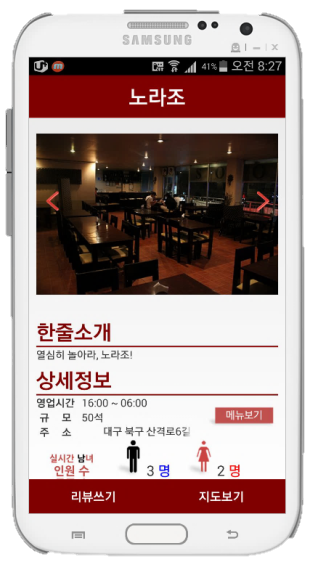 SAMSUNG
41% 오전 8:27
노라조
한줄소개
열심히 놀아라, 노라조!
상세정보
영업시간 16:00 ~ 06:00
규 모 50석
메뉴보기
주 소 대구 북구 산격로6길
실시간 남녀
인원 수
3 명
2 명
리뷰쓰기 지도보기